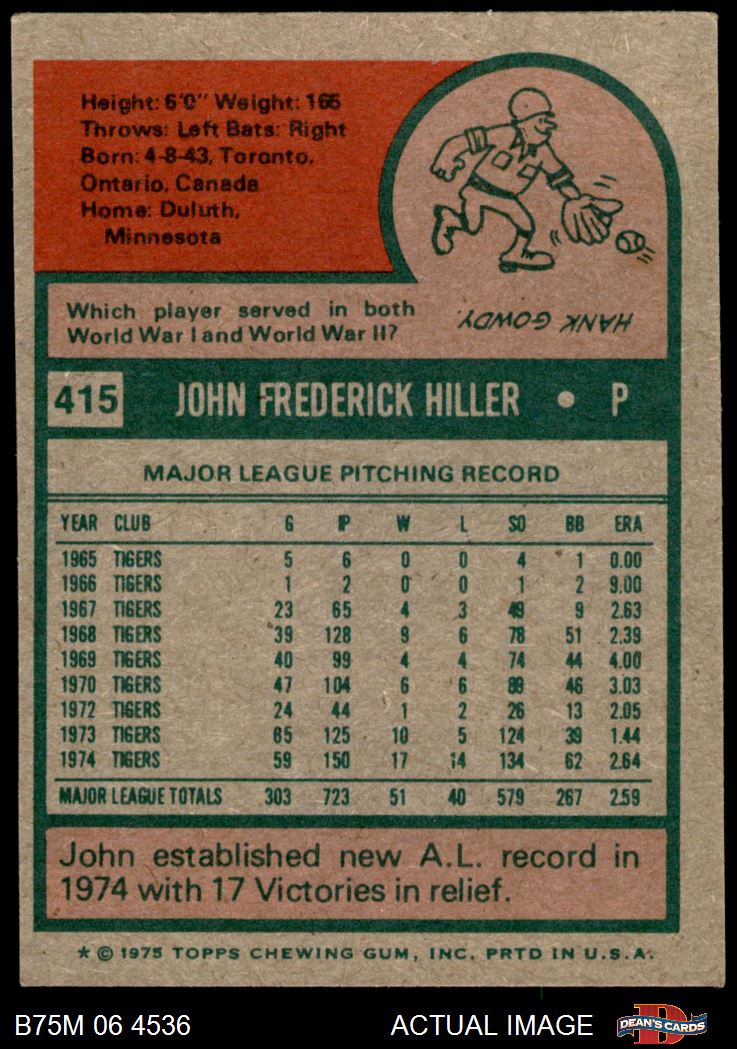 Height: 6'0" Weight: 165
Throws: Left Bats: Right
Born: 4-8-43, Toronto,
Ontario, Canada
Home: Duluth,
Minnesota
Which player served in both
World War I and World War II?
HANK GOWDY.
415 JOHN FREDERICK HILLER • P
MAJOR LEAGUE PITCHING RECORD
YEAR CLUB G IP W L SO BB ERA
1965 TIGERS 5 6 0 0 4 1 0.00
1966 TIGERS 1 2 0 0 1 2 9.00
1967 TIGERS 23 65 4 3 49 9 2.63
1968 TIGERS 39 128 9 6 78 51 2.39
1969 TIGERS 40 99 4 4 74 44 4.00
1970 TIGERS 47 104 6 6 89 46 3.03
1972 TIGERS 24 44 1 2 26 13 2.05
1973 TIGERS 65 125 10 5 124 39 1.44
1974 TIGERS 59 150 17 14 134 62 2.64
MAJOR LEAGUE TOTALS 303 723 51 40 579 267 2.59
John established new A.L. record in
1974 with 17 Victories in relief.
* © 1975 TOPPS CHEWING GUM, INC. PRTD IN U.S.A.
B75M 06 4536 ACTUAL IMAGE D DEAN'S CARDS